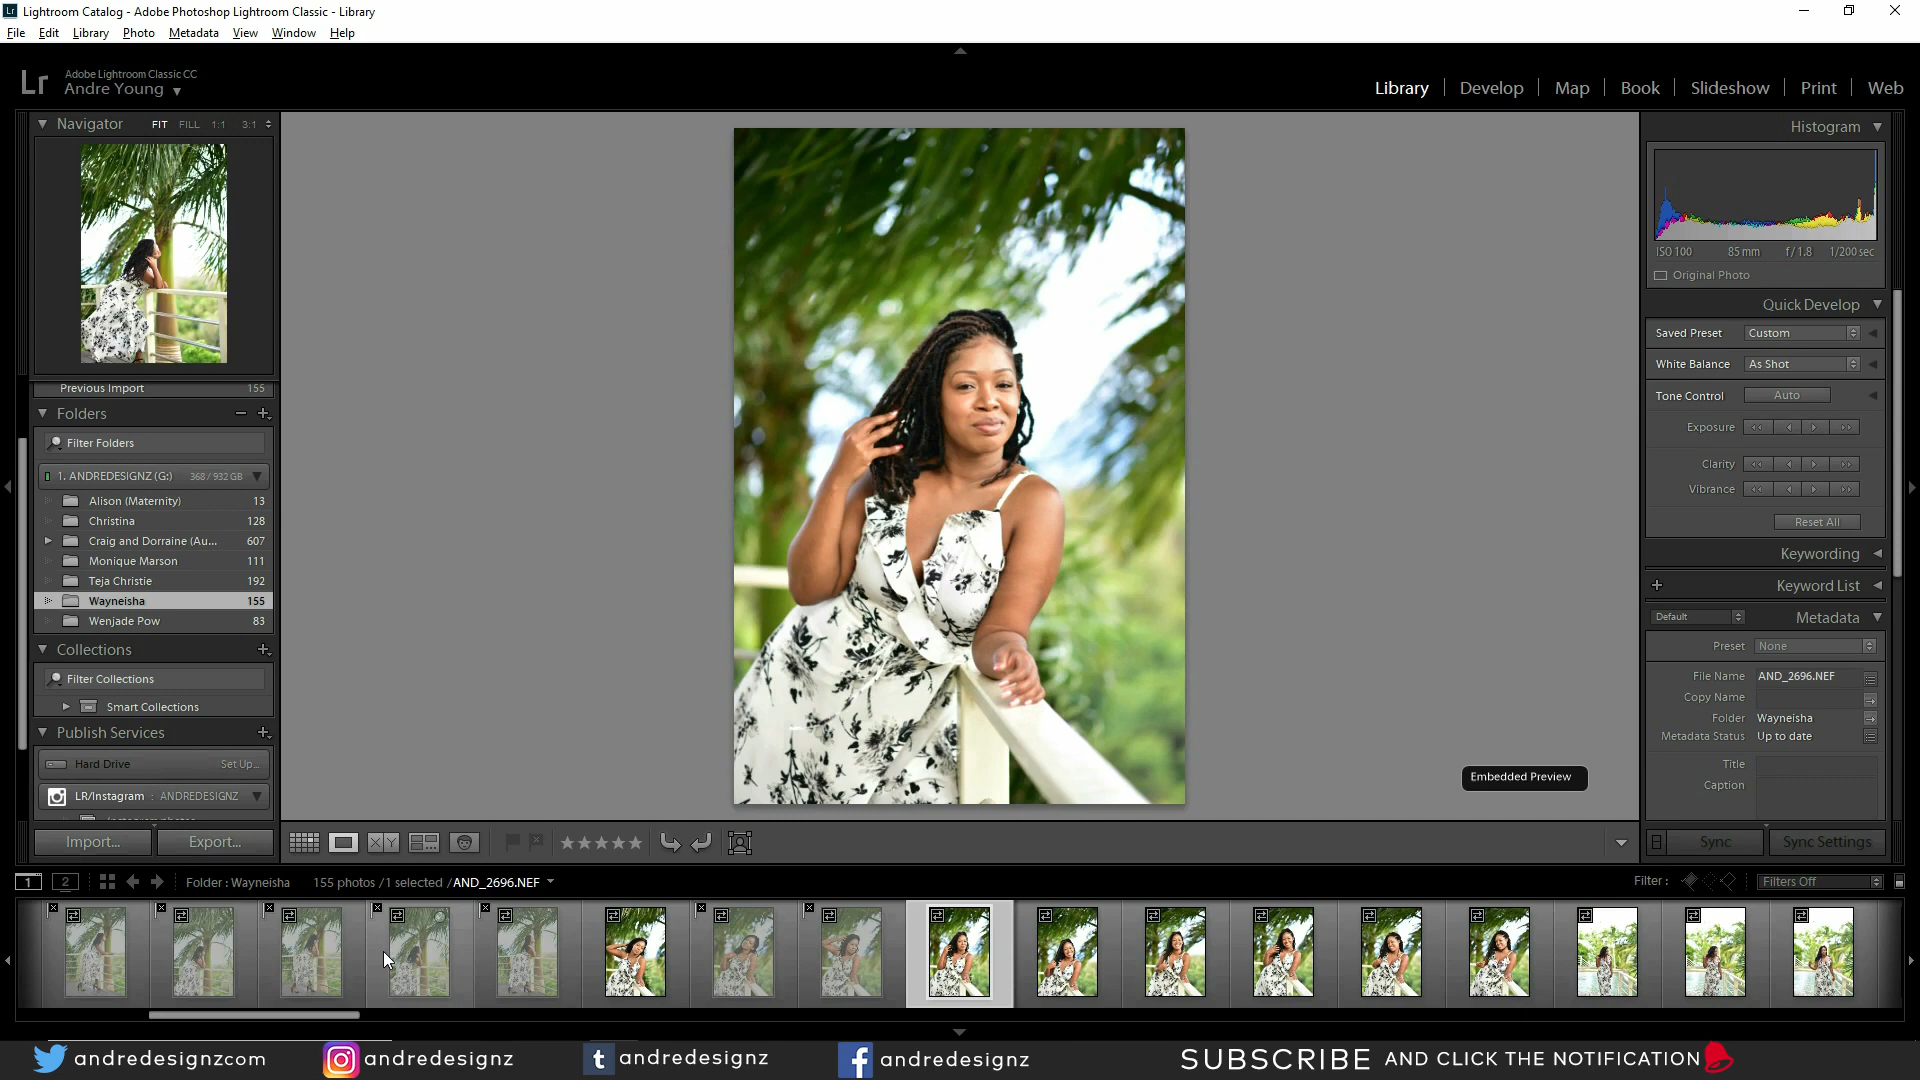 Lightroom Catalog - Adobe Photoshop Lightroom Classic - Library
File Edit Library Photo Metadata View Window Help
Lr Adobe Lightroom Classic CC
Andre Young
Library Develop Map Book Slideshow Print Web
Navigator FIT FILL 1:1 3:1
Previous Import 155
Folders
Filter Folders
1. ANDREDESIGNZ (G:) 368 / 932 GB
Alison (Maternity) 13
Christina 128
Craig and Dorraine (Au... 607
Monique Marson 111
Teja Christie 192
Wayneisha 155
Wenjade Pow 83
Collections
Filter Collections
Smart Collections
Publish Services
Hard Drive Set Up...
LR/Instagram : ANDREDESIGNZ
Import... Export...
Embedded Preview
Histogram
ISO 100 85 mm f / 1.8 1/200 sec
Original Photo
Quick Develop
Saved Preset Custom
White Balance As Shot
Tone Control Auto
Exposure
Clarity
Vibrance
Reset All
Keywording
Keyword List
Default Metadata
Preset None
File Name AND_2696.NEF
Copy Name
Folder Wayneisha
Metadata Status Up to date
Title
Caption
Sync Sync Settings
1 2 Folder : Wayneisha 155 photos / 1 selected / AND_2696.NEF
Filter : Filters Off
andredesignzcom andredesignz andredesignz andredesignz SUBSCRIBE AND CLICK THE NOTIFICATION